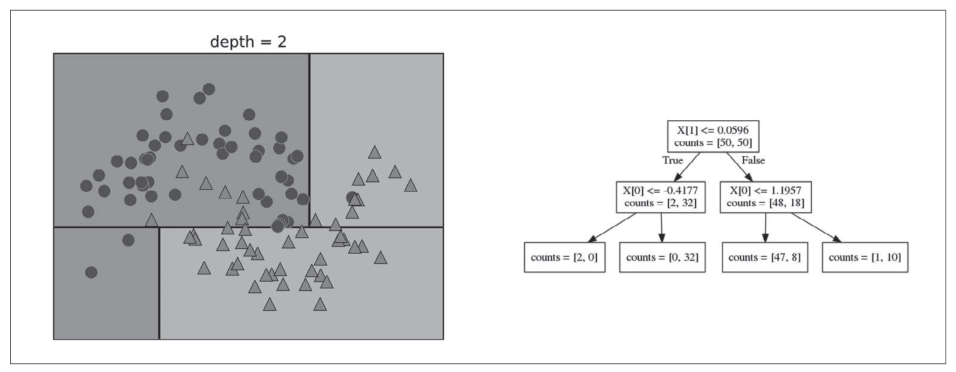 depth = 2
X[1] <= 0.0596
counts = [50, 50]
True
False
X[0] <= -0.4177
counts = [2, 32]
X[0] <= 1.1957
counts = [48, 18]
counts = [2, 0]
counts = [0, 32]
counts = [47, 8]
counts = [1, 10]